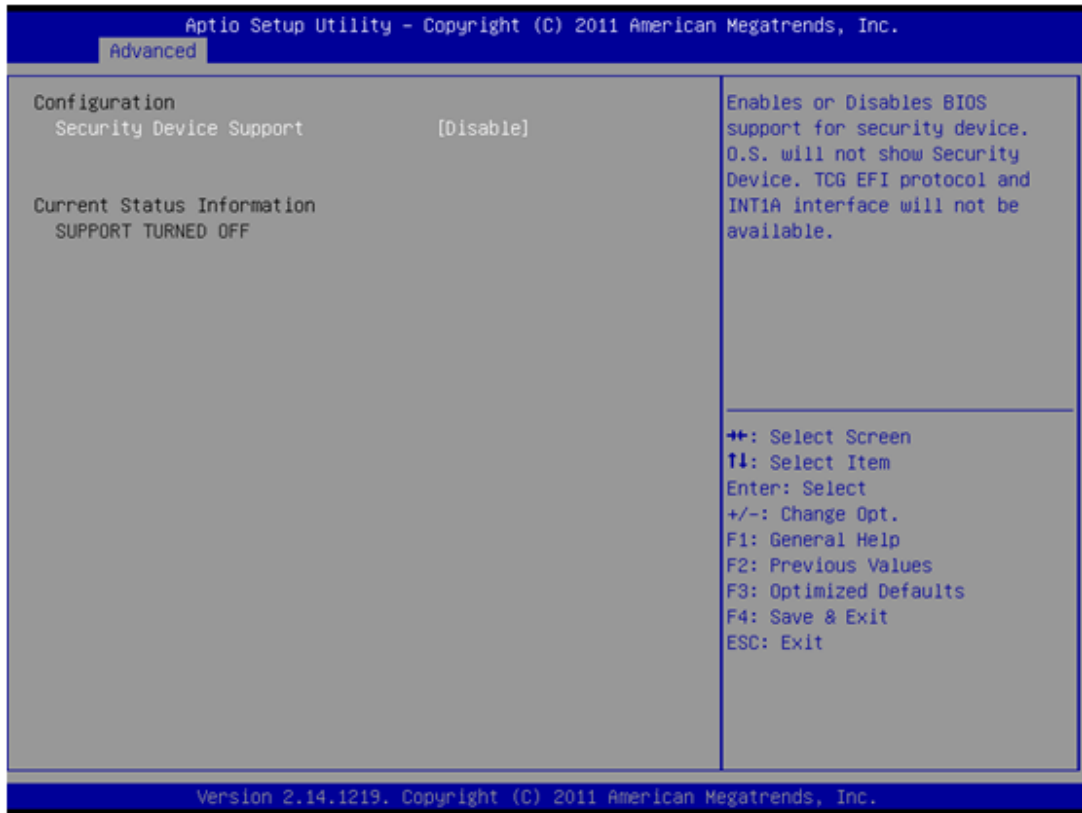 Aptio Setup Utility – Copyright (C) 2011 American Megatrends, Inc.
Advanced
Configuration
Security Device Support [Disable]
Current Status Information
SUPPORT TURNED OFF
Enables or Disables BIOS
support for security device.
O.S. will not show Security
Device. TCG EFI protocol and
INT1A interface will not be
available.
→←: Select Screen
↑↓: Select Item
Enter: Select
+/-: Change Opt.
F1: General Help
F2: Previous Values
F3: Optimized Defaults
F4: Save & Exit
ESC: Exit
Version 2.14.1219. Copyright (C) 2011 American Megatrends, Inc.